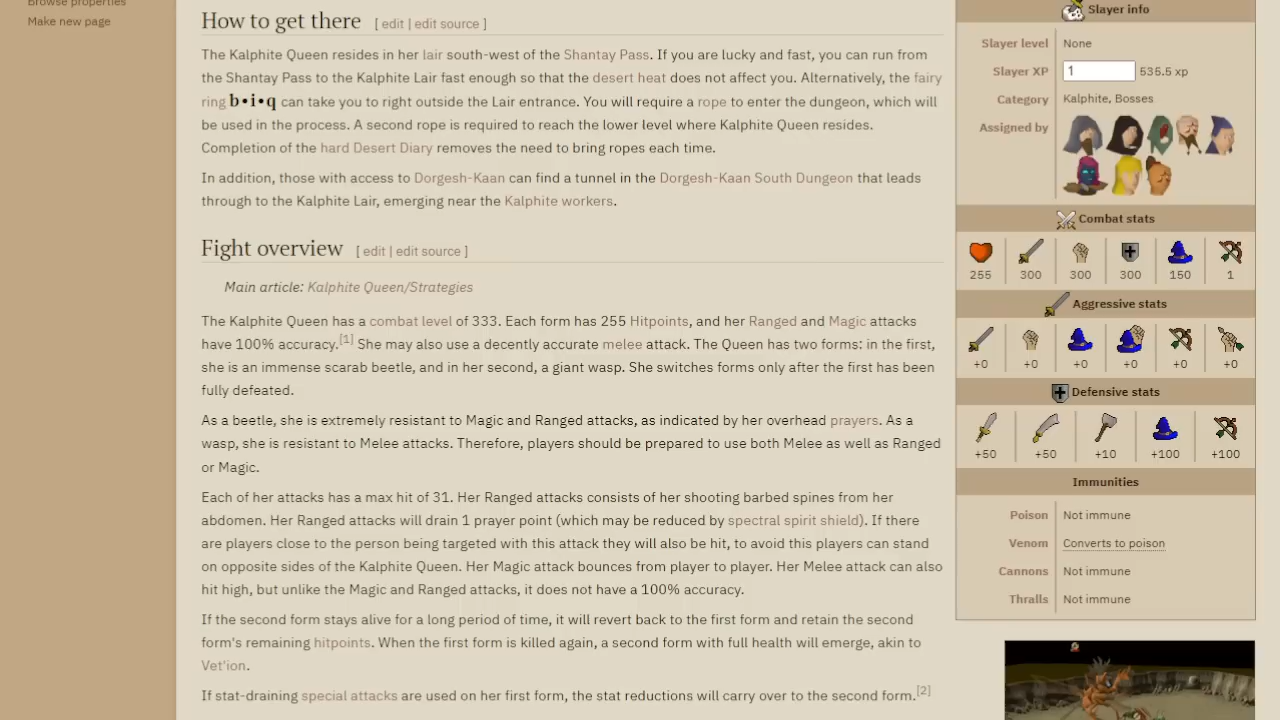 Browse properties
Make new page
How to get there [ edit | edit source ]
The Kalphite Queen resides in her lair south-west of the Shantay Pass. If you are lucky and fast, you can run from
the Shantay Pass to the Kalphite Lair fast enough so that the desert heat does not affect you. Alternatively, the fairy
ring b•i•q can take you to right outside the Lair entrance. You will require a rope to enter the dungeon, which will
be used in the process. A second rope is required to reach the lower level where Kalphite Queen resides.
Completion of the hard Desert Diary removes the need to bring ropes each time.
In addition, those with access to Dorgesh-Kaan can find a tunnel in the Dorgesh-Kaan South Dungeon that leads
through to the Kalphite Lair, emerging near the Kalphite workers.
Fight overview [ edit | edit source ]
Main article: Kalphite Queen/Strategies
The Kalphite Queen has a combat level of 333. Each form has 255 Hitpoints, and her Ranged and Magic attacks
have 100% accuracy.[1] She may also use a decently accurate melee attack. The Queen has two forms: in the first,
she is an immense scarab beetle, and in her second, a giant wasp. She switches forms only after the first has been
fully defeated.
As a beetle, she is extremely resistant to Magic and Ranged attacks, as indicated by her overhead prayers. As a
wasp, she is resistant to Melee attacks. Therefore, players should be prepared to use both Melee as well as Ranged
or Magic.
Each of her attacks has a max hit of 31. Her Ranged attacks consists of her shooting barbed spines from her
abdomen. Her Ranged attacks will drain 1 prayer point (which may be reduced by spectral spirit shield). If there
are players close to the person being targeted with this attack they will also be hit, to avoid this players can stand
on opposite sides of the Kalphite Queen. Her Magic attack bounces from player to player. Her Melee attack can also
hit high, but unlike the Magic and Ranged attacks, it does not have a 100% accuracy.
If the second form stays alive for a long period of time, it will revert back to the first form and retain the second
form's remaining hitpoints. When the first form is killed again, a second form with full health will emerge, akin to
Vet'ion.
If stat-draining special attacks are used on her first form, the stat reductions will carry over to the second form.[2]
Slayer info
Slayer level None
Slayer XP 1 535.5 xp
Category Kalphite, Bosses
Assigned by
Combat stats
255 300 300 300 150 1
Aggressive stats
+0 +0 +0 +0 +0 +0
Defensive stats
+50 +50 +10 +100 +100
Immunities
Poison Not immune
Venom Converts to poison
Cannons Not immune
Thralls Not immune